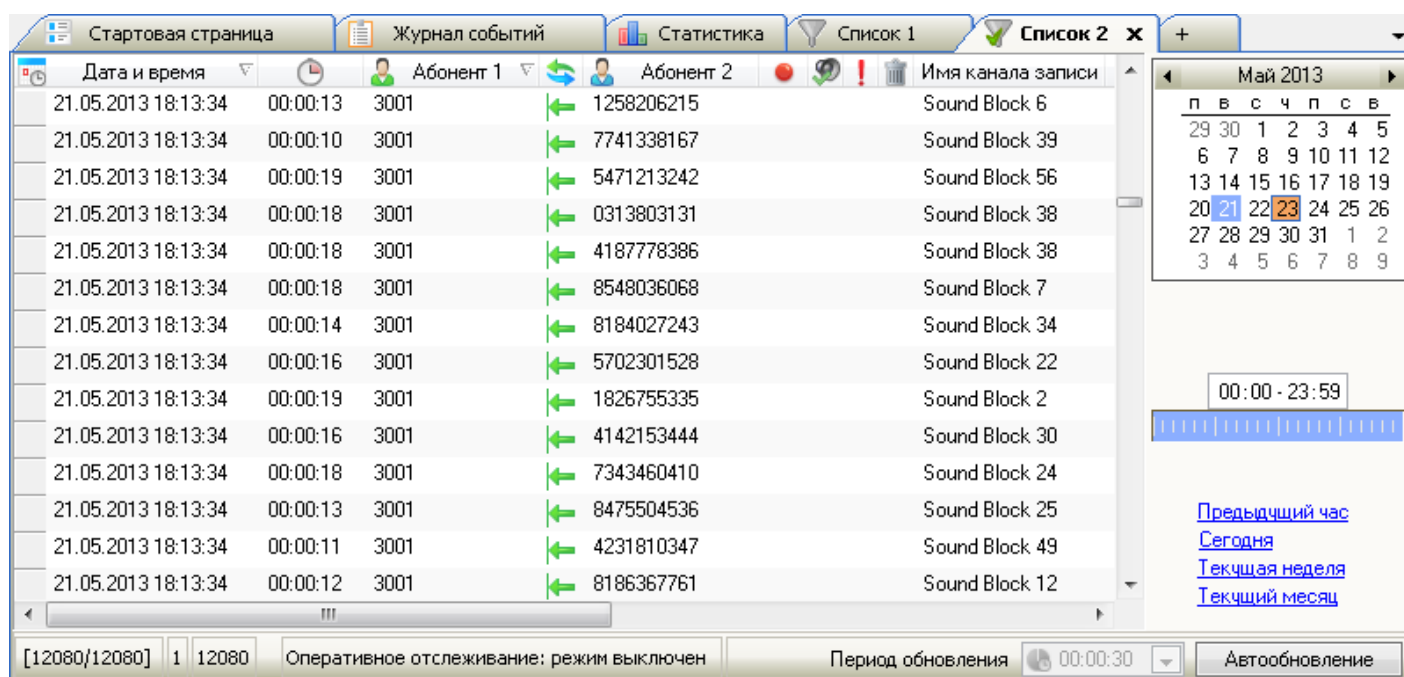 Стартовая страница Журнал событий Статистика Список 1 Список 2 x +
Дата и время Абонент 1 Абонент 2 Имя канала записи
21.05.2013 18:13:34 00:00:13 3001 1258206215 Sound Block 6
21.05.2013 18:13:34 00:00:10 3001 7741338167 Sound Block 39
21.05.2013 18:13:34 00:00:19 3001 5471213242 Sound Block 56
21.05.2013 18:13:34 00:00:18 3001 0313803131 Sound Block 38
21.05.2013 18:13:34 00:00:18 3001 4187778386 Sound Block 38
21.05.2013 18:13:34 00:00:18 3001 8548036068 Sound Block 7
21.05.2013 18:13:34 00:00:14 3001 8184027243 Sound Block 34
21.05.2013 18:13:34 00:00:16 3001 5702301528 Sound Block 22
21.05.2013 18:13:34 00:00:19 3001 1826755335 Sound Block 2
21.05.2013 18:13:34 00:00:16 3001 4142153444 Sound Block 30
21.05.2013 18:13:34 00:00:18 3001 7343460410 Sound Block 24
21.05.2013 18:13:34 00:00:13 3001 8475504536 Sound Block 25
21.05.2013 18:13:34 00:00:11 3001 4231810347 Sound Block 49
21.05.2013 18:13:34 00:00:12 3001 8186367761 Sound Block 12
Май 2013
П В С Ч П С В
29 30 1 2 3 4 5
6 7 8 9 10 11 12
13 14 15 16 17 18 19
20 21 22 23 24 25 26
27 28 29 30 31 1 2
3 4 5 6 7 8 9
00:00 - 23:59
Предыдущий час
Сегодня
Текущая неделя
Текущий месяц
[12080/12080] 1 12080 Оперативное отслеживание: режим выключен Период обновления 00:00:30 Автообновление